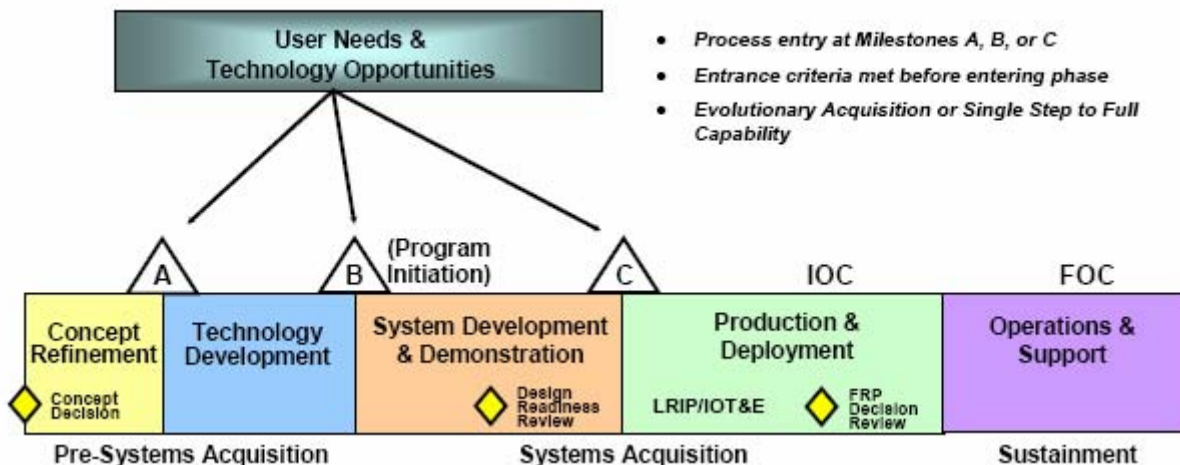 User Needs &
Technology Opportunities
• Process entry at Milestones A, B, or C
• Entrance criteria met before entering phase
• Evolutionary Acquisition or Single Step to Full
Capability
A
B
(Program
Initiation)
C
IOC
FOC
Concept
Refinement
Technology
Development
System Development
& Demonstration
Production &
Deployment
Operations &
Support
Concept
Decision
Design
Readiness
Review
LRIP/IOT&E
FRP
Decision
Review
Pre-Systems Acquisition
Systems Acquisition
Sustainment